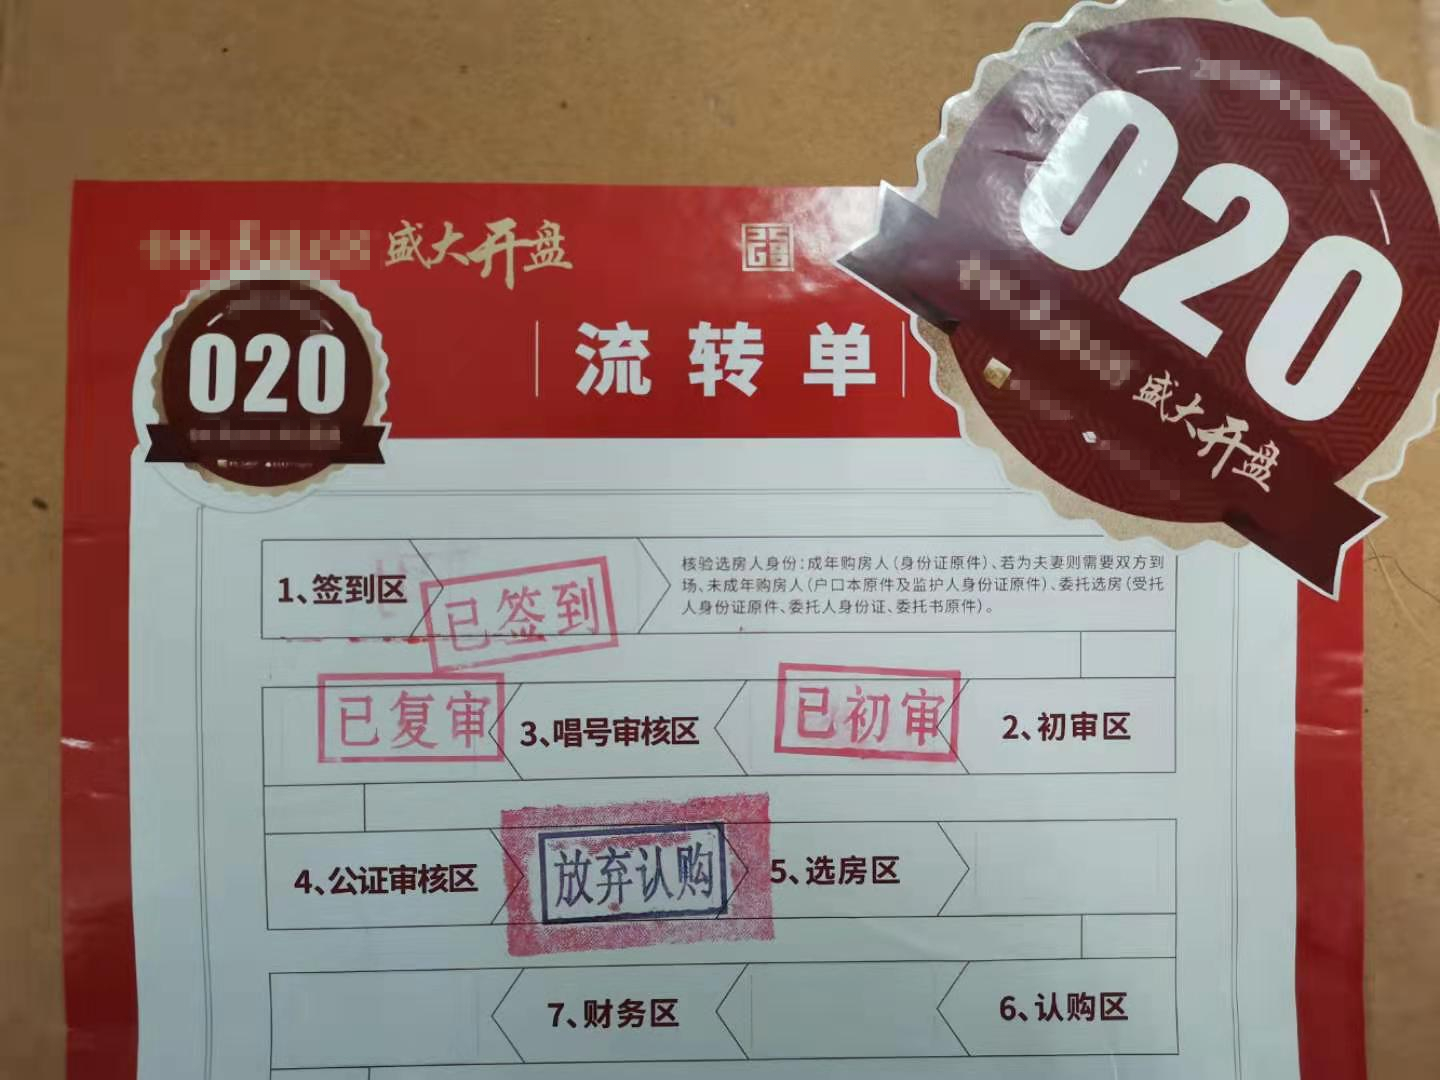 盛大开盘
020
流转单
020
盛大开盘
1、签到区
已签到
核验选房人身份:成年购房人(身份证原件)、若为夫妻则需要双方到
场、未成年购房人(户口本原件及监护人身份证原件)、委托选房(受托
人身份证原件、委托人身份证、委托书原件)。
已复审
3、唱号审核区
已初审
2、初审区
4、公证审核区
放弃认购
5、选房区
7、财务区
6、认购区